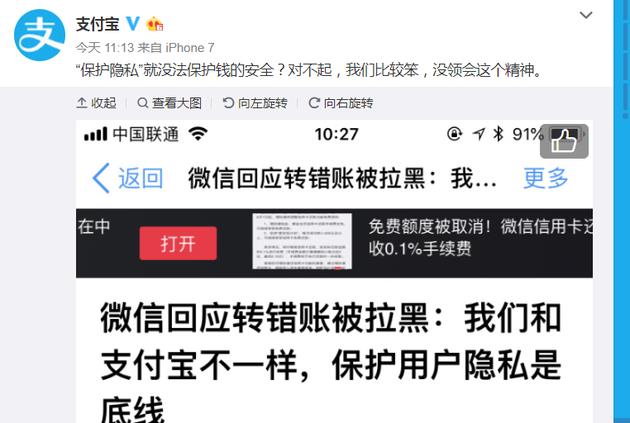 支付宝
今天 11:13 来自 iPhone 7
“保护隐私”就没法保护钱的安全？对不起，我们比较笨，没领会这个精神。
收起 查看大图 向左旋转 向右旋转
中国联通 10:27 91%
返回 微信回应转错账被拉黑：我... 更多
在中
打开
免费额度被取消！微信信用卡还
收0.1%手续费
微信回应转错账被拉黑：我们和
支付宝不一样，保护用户隐私是
底线